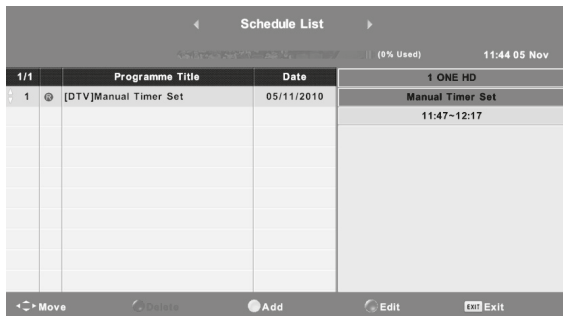 Schedule List
(0% Used) 11:44 05 Nov
1/1 Programme Title Date 1 ONE HD
1 [DTV]Manual Timer Set 05/11/2010 Manual Timer Set
11:47~12:17
Move Delete Add Edit EXIT Exit